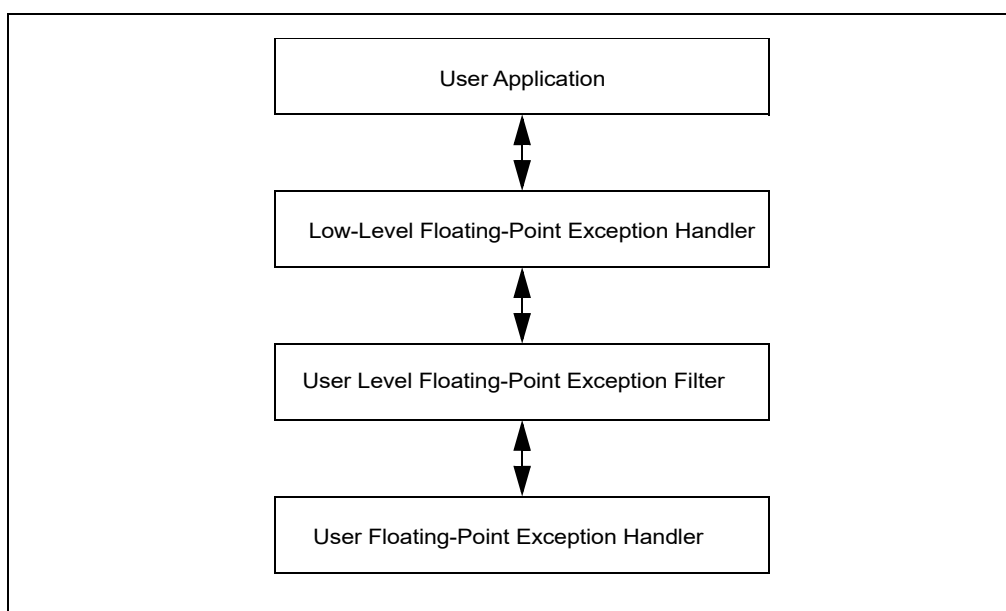 User Application
Low-Level Floating-Point Exception Handler
User Level Floating-Point Exception Filter
User Floating-Point Exception Handler